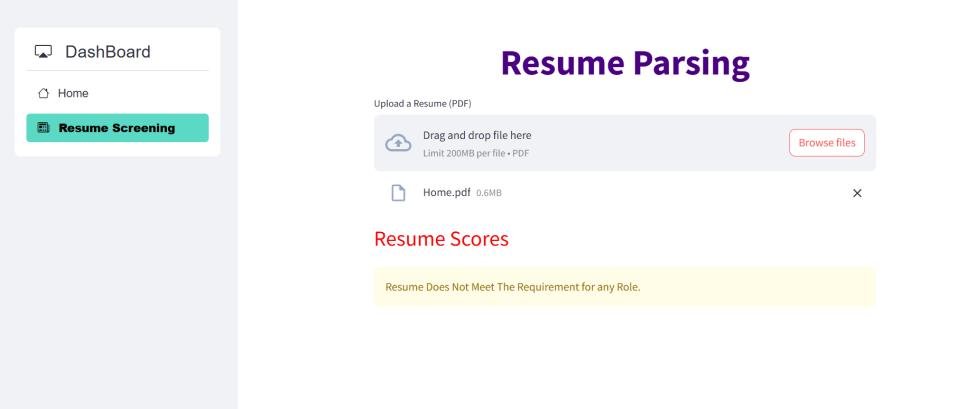 DashBoard
Home
Resume Screening
Resume Parsing
Upload a Resume (PDF)
Drag and drop file here
Limit 200MB per file • PDF
Browse files
Home.pdf 0.6MB
Resume Scores
Resume Does Not Meet The Requirement for any Role.